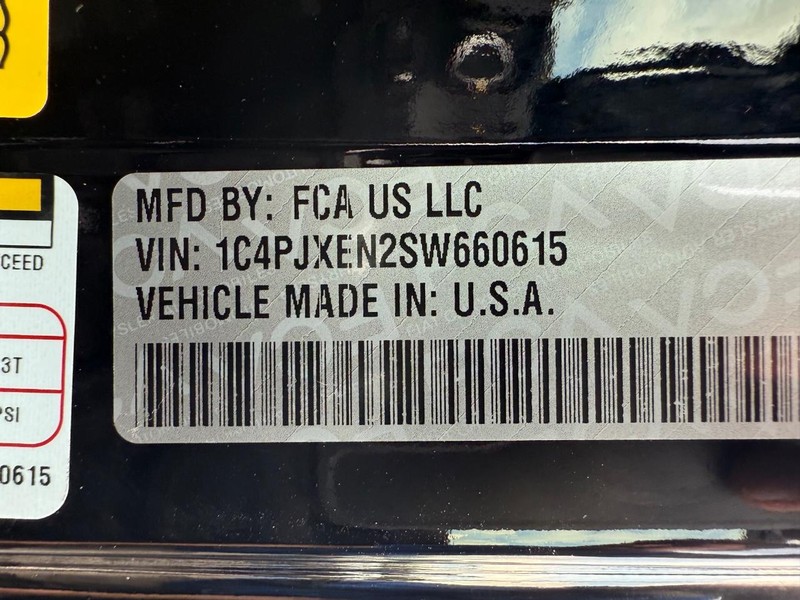 MFD BY: FCA US LLC
VIN: 1C4PJXEN2SW660615
VEHICLE MADE IN: U.S.A.
CEED
3T
PSI
0615